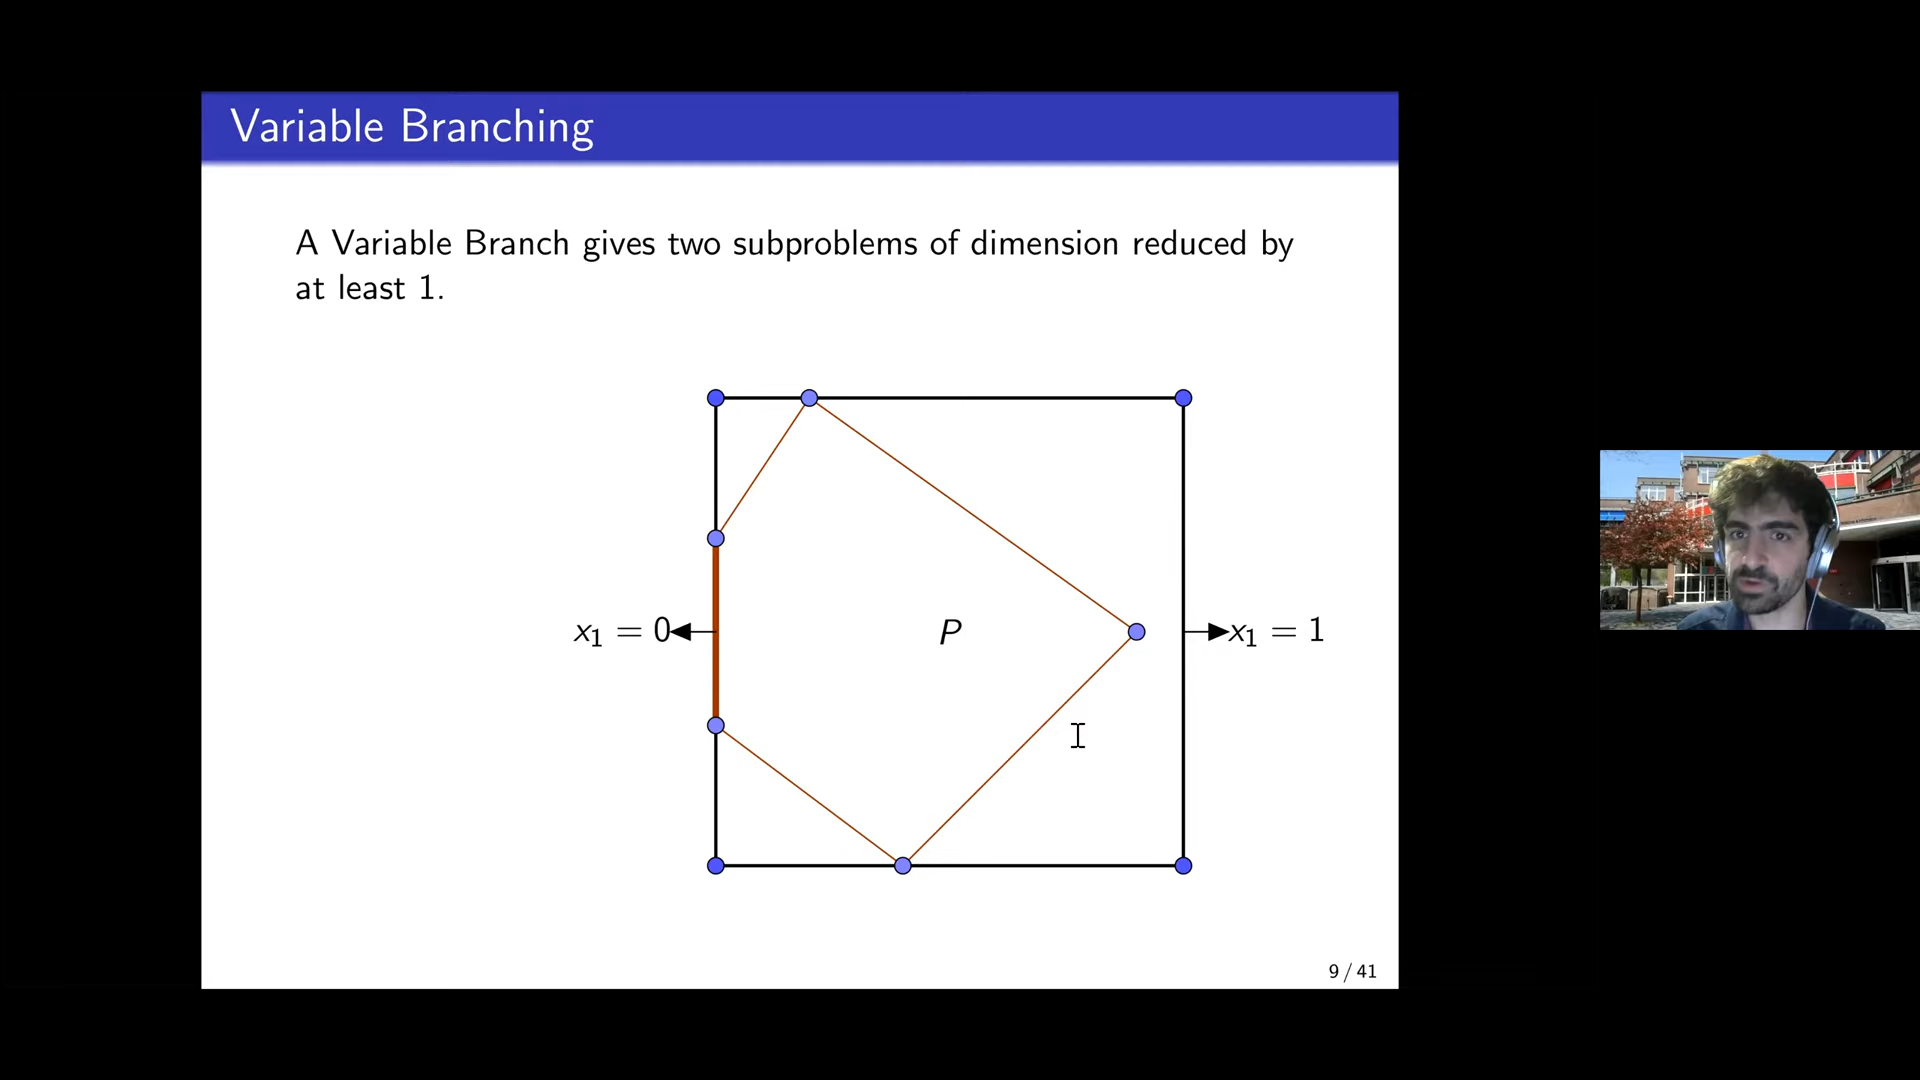 Variable Branching
A Variable Branch gives two subproblems of dimension reduced by
at least 1.
x₁ = 0
P
x₁ = 1
9 / 41